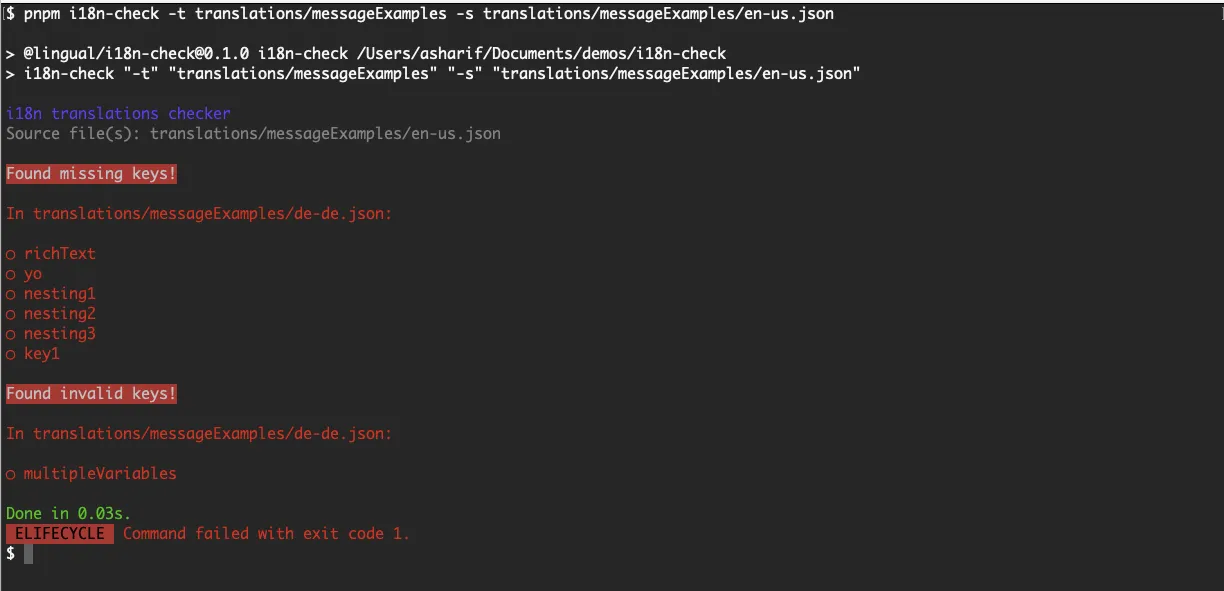 $ pnpm i18n-check -t translations/messageExamples -s translations/messageExamples/en-us.json
> @lingual/i18n-check@0.1.0 i18n-check /Users/asharif/Documents/demos/i18n-check
> i18n-check "-t" "translations/messageExamples" "-s" "translations/messageExamples/en-us.json"
i18n translations checker
Source file(s): translations/messageExamples/en-us.json
Found missing keys!
In translations/messageExamples/de-de.json:
○ richText
○ yo
○ nesting1
○ nesting2
○ nesting3
○ key1
Found invalid keys!
In translations/messageExamples/de-de.json:
○ multipleVariables
Done in 0.03s.
ELIFECYCLE Command failed with exit code 1.
$